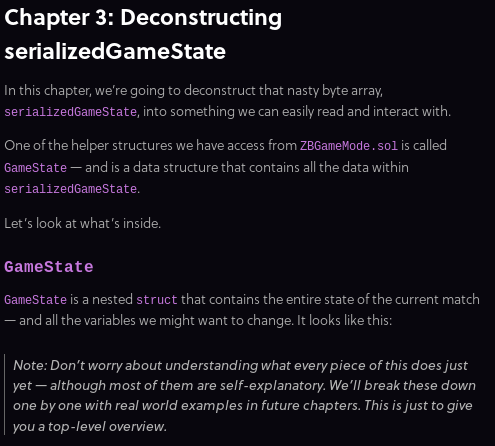 Chapter 3: Deconstructing
serializedGameState
In this chapter, we're going to deconstruct that nasty byte array,
serializedGameState, into something we can easily read and interact with.
One of the helper structures we have access from ZBGameMode.sol is called
GameState — and is a data structure that contains all the data within
serializedGameState.
Let's look at what's inside.
GameState
GameState is a nested struct that contains the entire state of the current match
— and all the variables we might want to change. It looks like this:
Note: Don't worry about understanding what every piece of this does just
yet — although most of them are self-explanatory. We'll break these down
one by one with real world examples in future chapters. This is just to give
you a top-level overview.